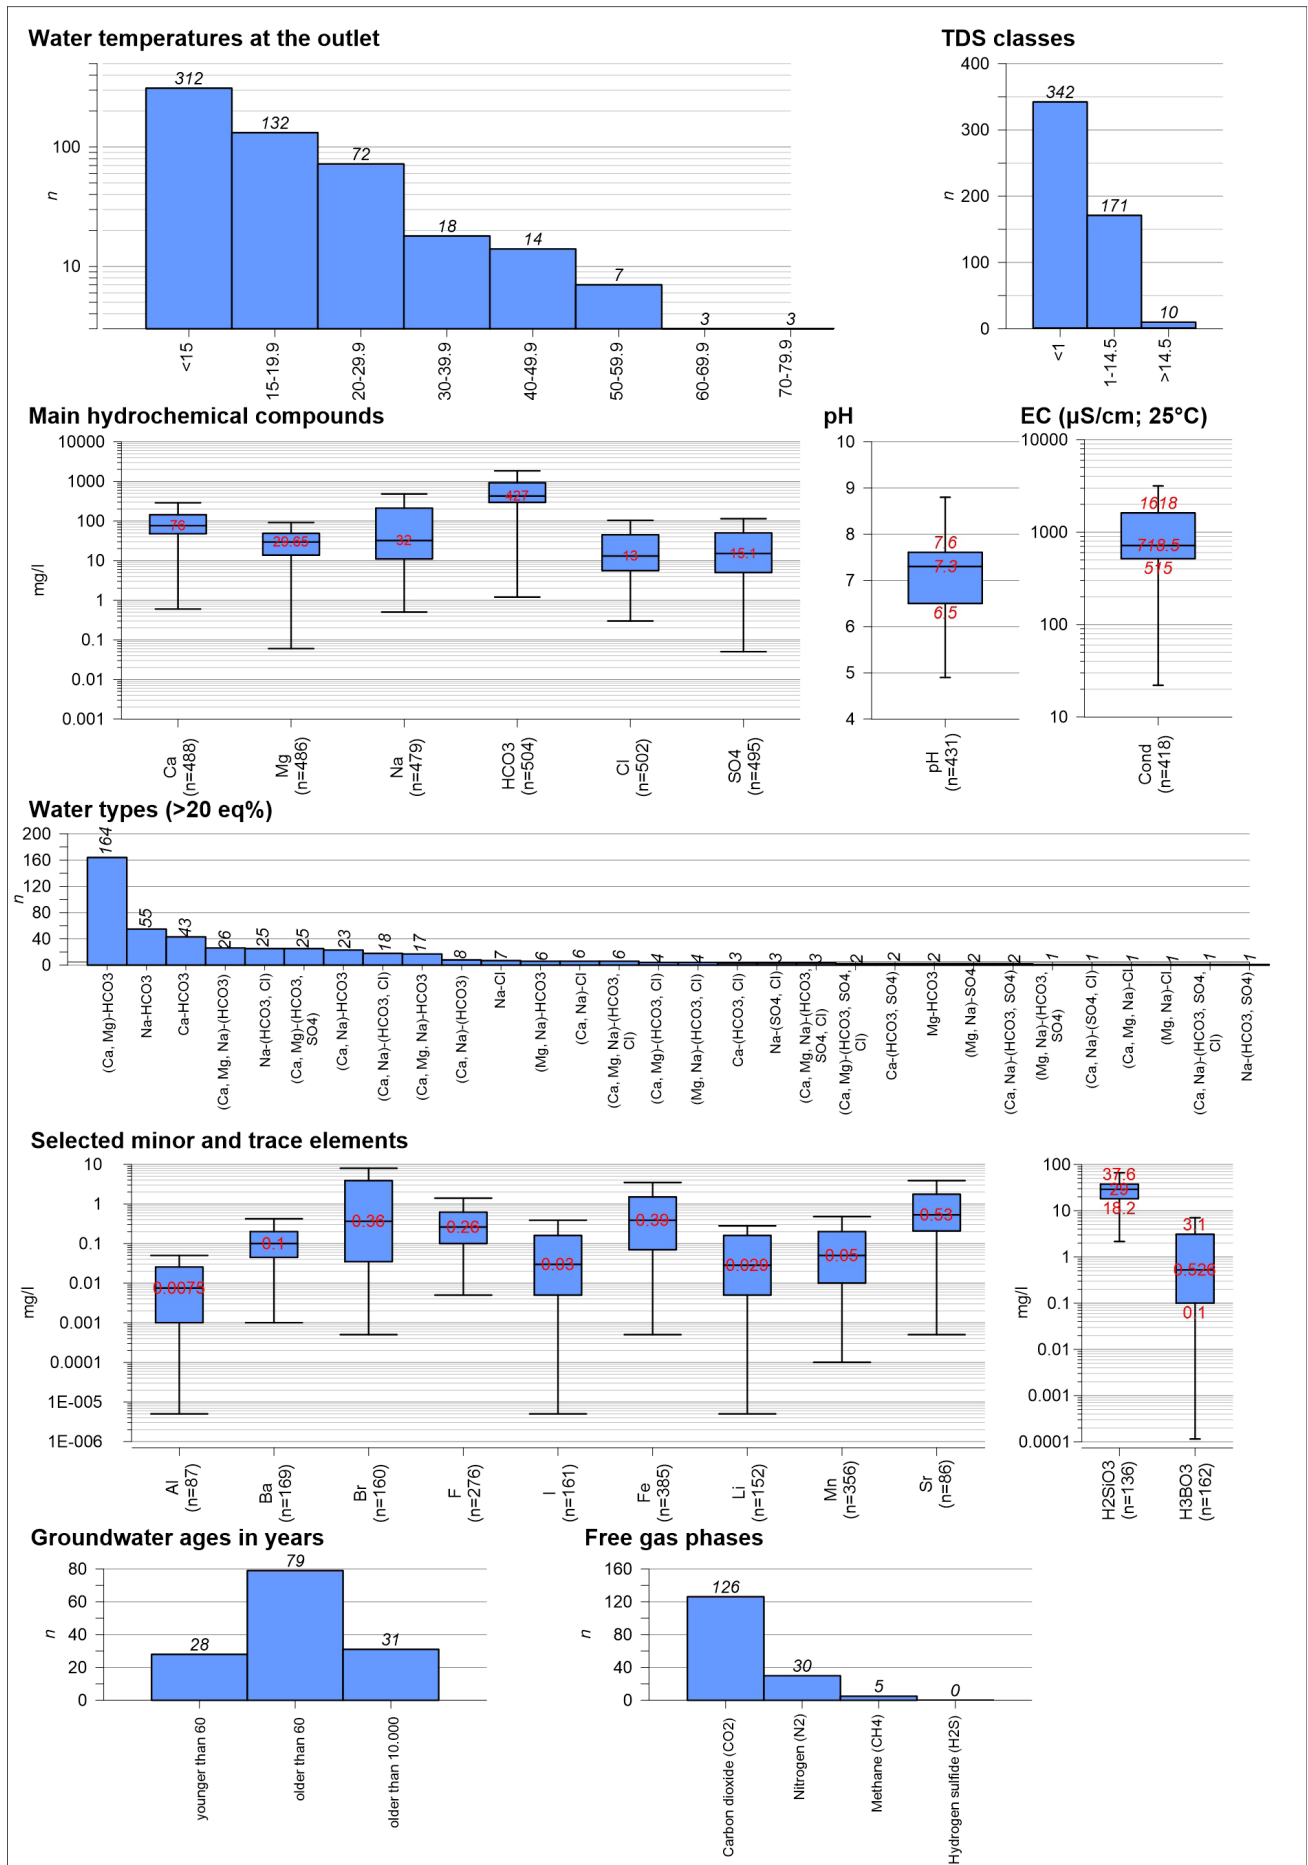 Water temperatures at the outlet
TDS classes
n
100
10
312
132
72
18
14
7
3
3
<15
15-19.9
20-29.9
30-39.9
40-49.9
50-59.9
60-69.9
70-79.9
n
400
300
200
100
0
342
171
10
<1
1-14.5
>14.5
Main hydrochemical compounds
pH
EC (µS/cm; 25°C)
mg/l
10000
1000
100
10
1
0.1
0.01
0.001
76
29.65
32
427
13
15.1
Ca
(n=488)
Mg
(n=486)
Na
(n=479)
HCO3
(n=504)
Cl
(n=502)
SO4
(n=495)
10
9
8
7
6
5
4
7.6
7.3
6.5
pH
(n=431)
10000
1000
100
10
1618
718.5
515
Cond
(n=418)
Water types (>20 eq%)
n
200
160
120
80
40
0
164
55
43
26
25
25
23
18
17
8
7
6
6
6
4
4
3
3
3
2
2
2
2
2
1
1
1
1
1
1
(Ca, Mg)-HCO3
Na-HCO3
Ca-HCO3
(Ca, Mg, Na)-(HCO3)
Na-(HCO3, Cl)
(Ca, Mg)-(HCO3,
SO4)
(Ca, Na)-HCO3
(Ca, Na)-(HCO3, Cl)
(Ca, Mg, Na)-HCO3
(Ca, Na)-(HCO3)
Na-Cl
(Mg, Na)-HCO3
(Ca, Na)-Cl
(Ca, Mg, Na)-(HCO3,
Cl)
(Ca, Mg)-(HCO3, Cl)
(Mg, Na)-(HCO3, Cl)
Ca-(HCO3, Cl)
Na-(SO4, Cl)
(Ca, Mg, Na)-(HCO3,
SO4, Cl)
(Ca, Mg)-(HCO3, SO4,
Cl)
Ca-(HCO3, SO4)
Mg-HCO3
(Mg, Na)-SO4
(Ca, Na)-(HCO3, SO4)
(Mg, Na)-(HCO3,
SO4)
(Ca, Na)-(SO4, Cl)
(Ca, Mg, Na)-Cl
(Mg, Na)-Cl
(Ca, Na)-(HCO3, SO4,
Cl)
Na-(HCO3, SO4)
Selected minor and trace elements
mg/l
10
1
0.1
0.01
0.001
0.0001
1E-005
1E-006
0.0075
0.1
0.36
0.26
0.03
0.39
0.029
0.05
0.53
Al
(n=87)
Ba
(n=169)
Br
(n=160)
F
(n=276)
I
(n=161)
Fe
(n=385)
Li
(n=152)
Mn
(n=356)
Sr
(n=86)
mg/l
100
10
1
0.1
0.01
0.001
0.0001
37.6
29
18.2
3.1
0.526
0.1
H2SiO3
(n=136)
H3BO3
(n=162)
Groundwater ages in years
Free gas phases
n
80
60
40
20
0
28
79
31
younger than 60
older than 60
older than 10.000
n
160
120
80
40
0
126
30
5
0
Carbon dioxide (CO2)
Nitrogen (N2)
Methane (CH4)
Hydrogen sulfide (H2S)